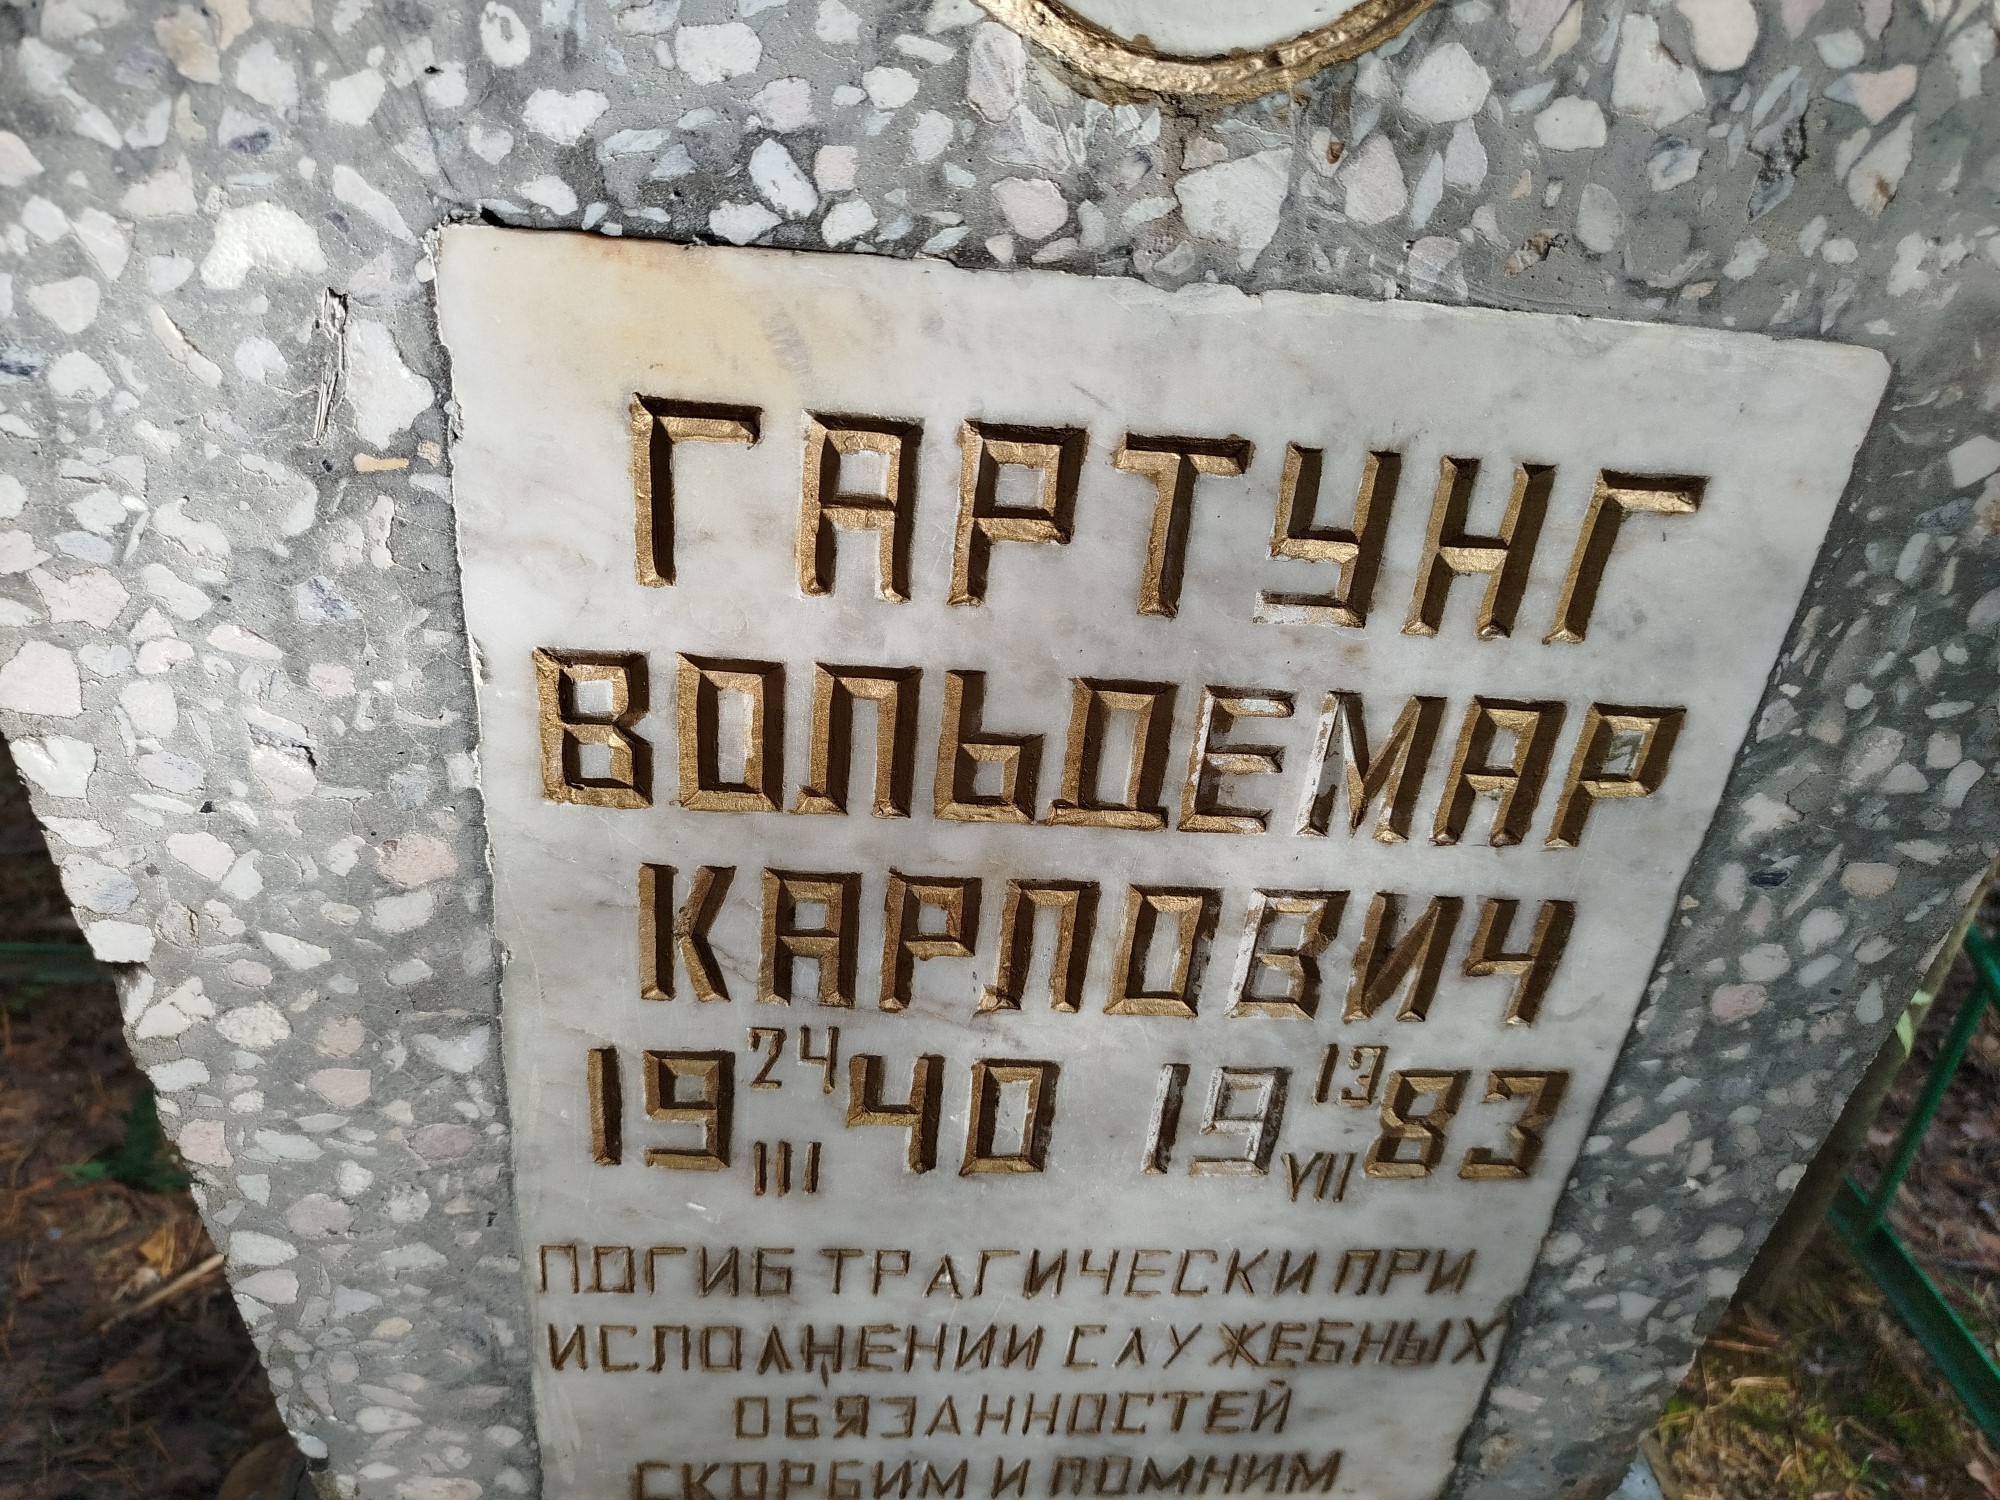 ГАРТУНГ
ВОЛЬДЕМАР
КАРЛОВИЧ
19 24 III 40 19 13 VII 83
ПОГИБ ТРАГИЧЕСКИ ПРИ
ИСПОЛНЕНИИ СЛУЖЕБНЫХ
ОБЯЗАННОСТЕЙ
СКОРБИМ И ПОМНИМ